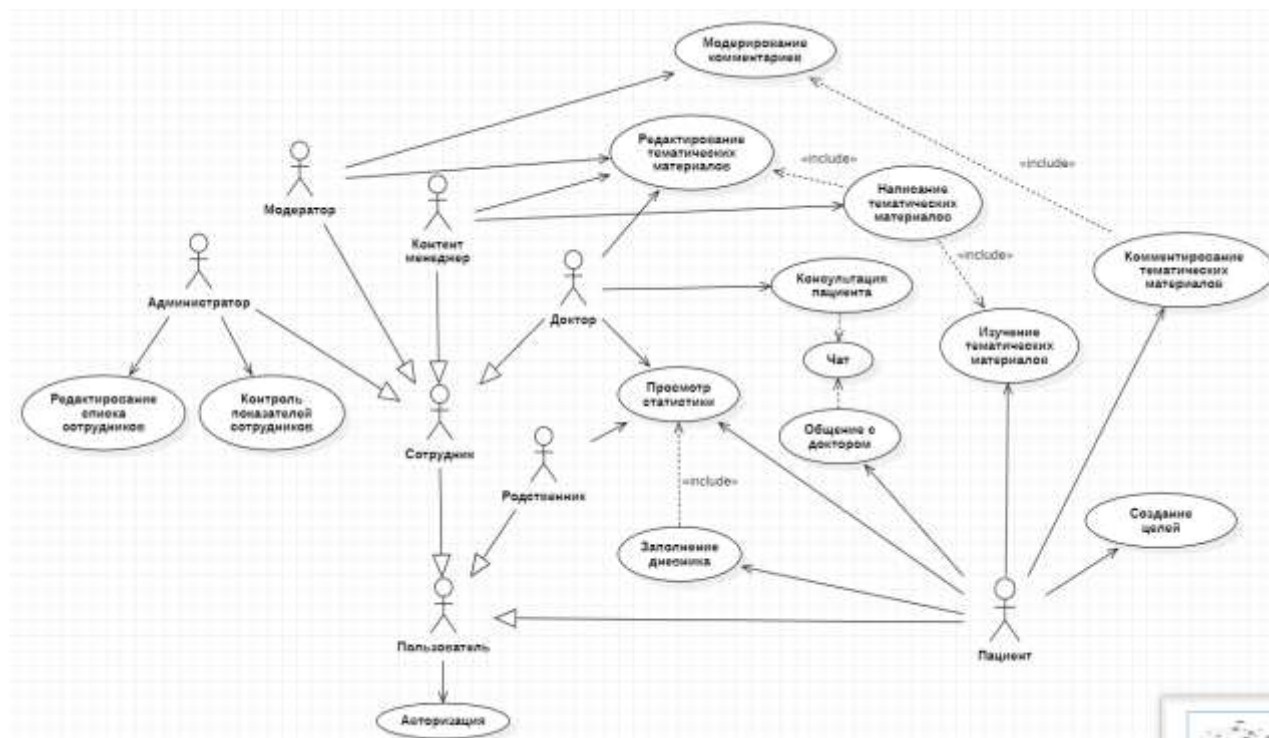 Модерирование
комментариев
Редактирование
тематических
материалов
«include»
«include»
Написание
тематических
материалов
Модератор
Контент
менеджер
«include»
Комментирование
тематических
материалов
Администратор
Доктор
Консультация
пациента
Изучение
тематических
материалов
Чат
Редактирование
списка
сотрудников
Контроль
показателей
сотрудников
Просмотр
статистики
Сотрудник
Общение с
доктором
Родственник
«include»
Создание
целей
Заполнение
дневника
Пользователь
Пациент
Авторизация